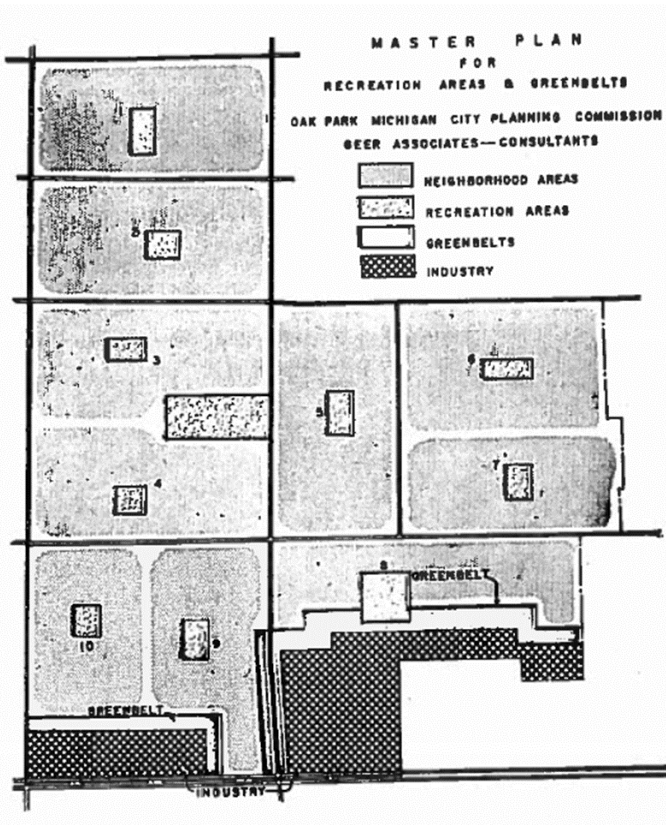 MASTER PLAN
FOR
RECREATION AREAS & GREENBELTS
OAK PARK MICHIGAN CITY PLANNING COMMISSION
GEER ASSOCIATES—CONSULTANTS
NEIGHBORHOOD AREAS
RECREATION AREAS
GREENBELTS
INDUSTRY
2
3
4
5
6
7
8
GREENBELT
9
10
GREENBELT
INDUSTRY